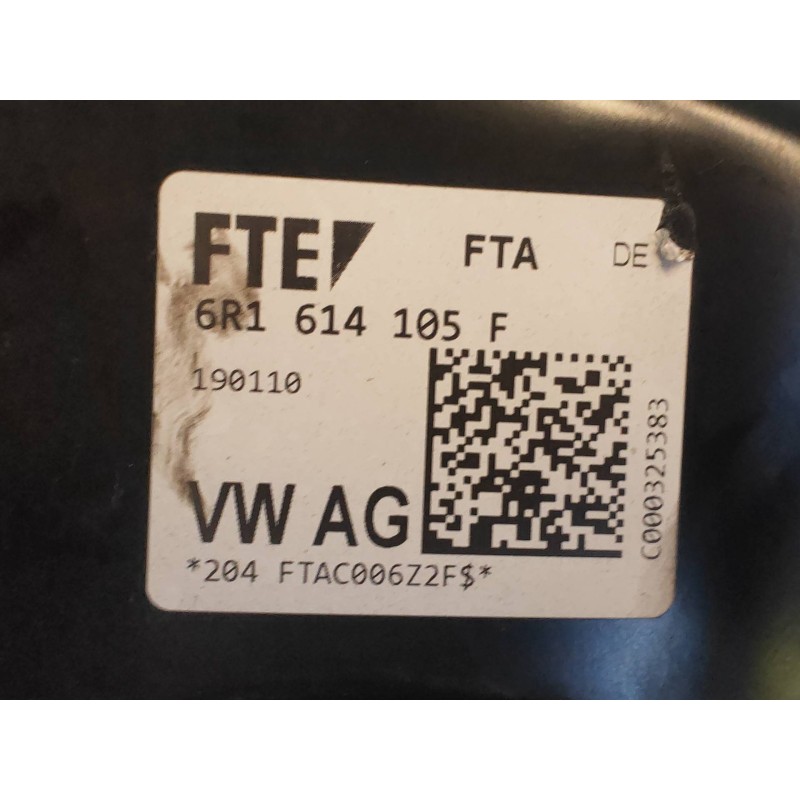 FTE FTA DE
6R1 614 105 F
190110
VW AG
*204 FTAC006Z2F$*
C000325383